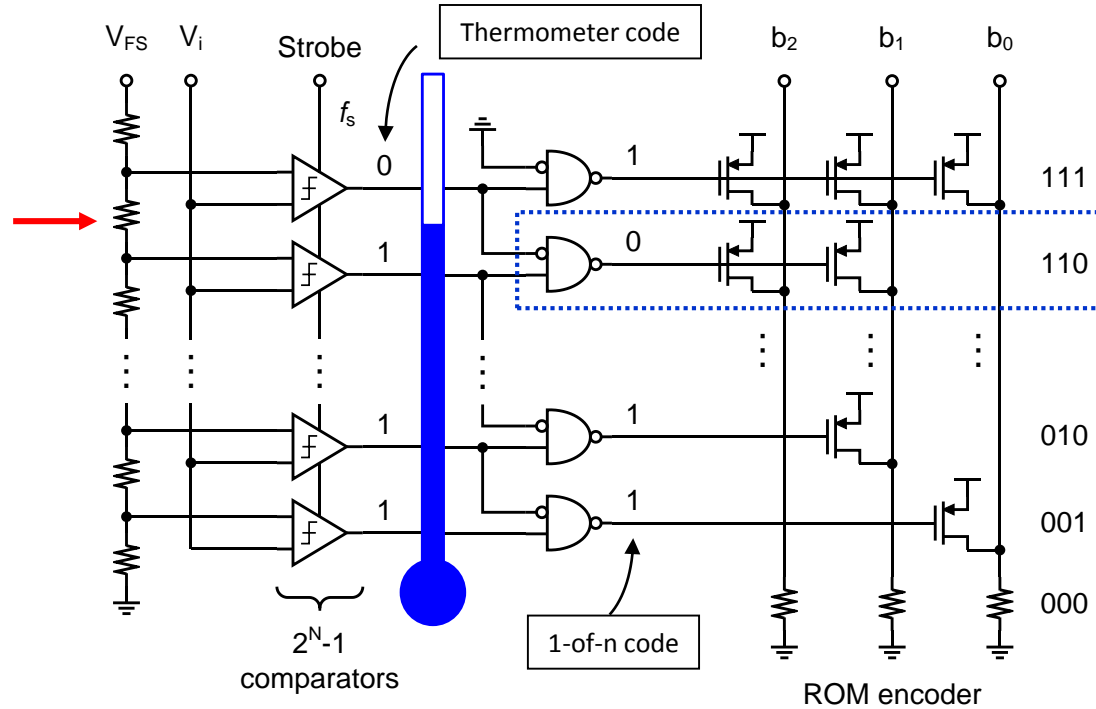 Thermometer code
V_FS V_i Strobe b_2 b_1 b_0
f_s
0 1 111
1 0 110
1 1 010
1 1 001
000
2^N-1
comparators
1-of-n code
ROM encoder